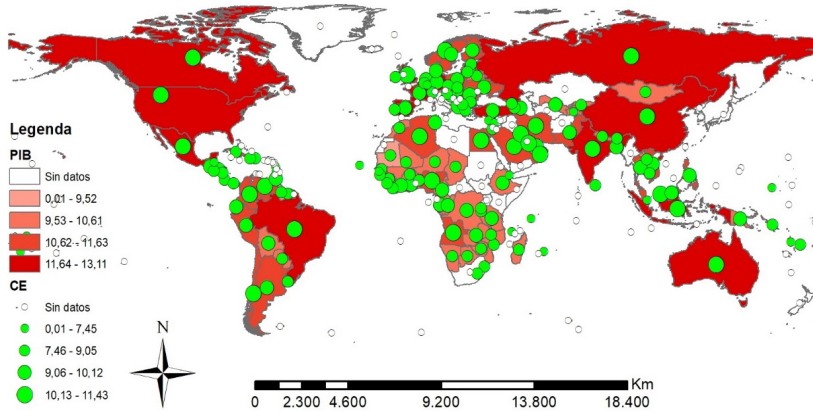 Legenda
PIB
Sin datos
0,01 - 9,52
9,53 - 10,61
10,62 - 11,63
11,64 - 13,11
CE
Sin datos
0,01 - 7,45
7,46 - 9,05
9,06 - 10,12
10,13 - 11,43
N
Km
0 2.300 4.600 9.200 13.800 18.400